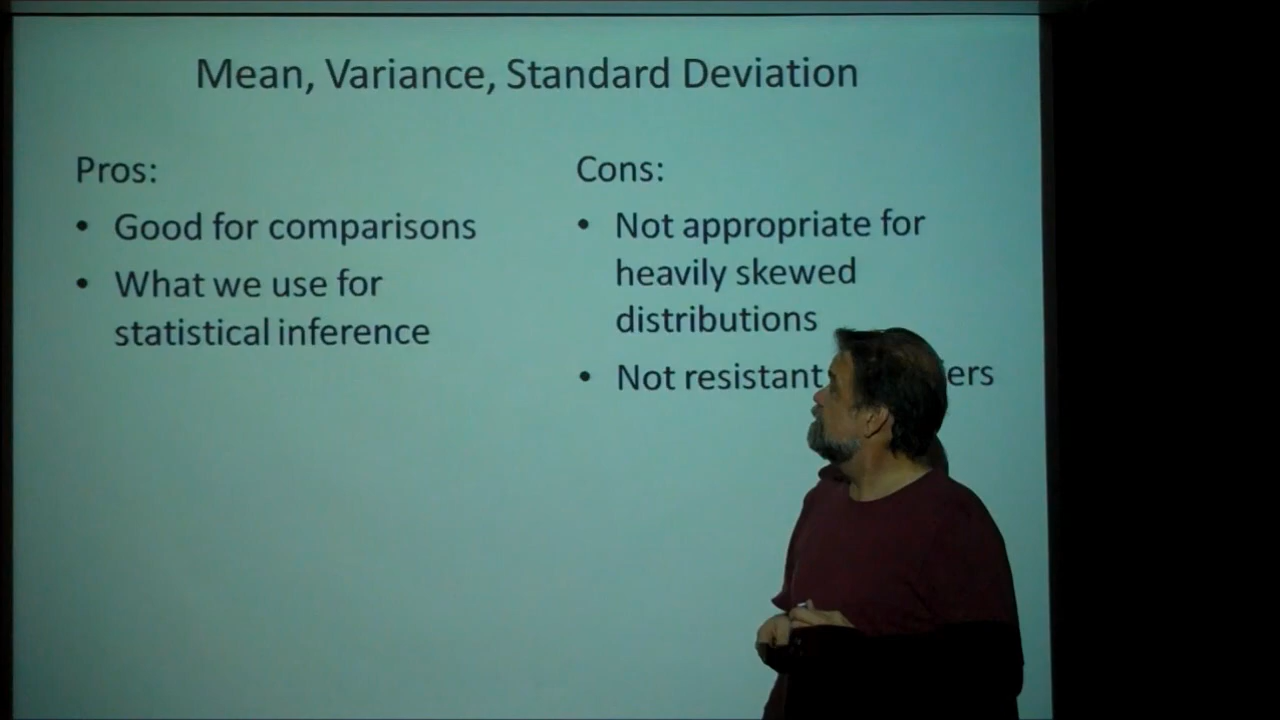 Mean, Variance, Standard Deviation
Pros:
• Good for comparisons
• What we use for
statistical inference
Cons:
• Not appropriate for
heavily skewed
distributions
• Not resistant